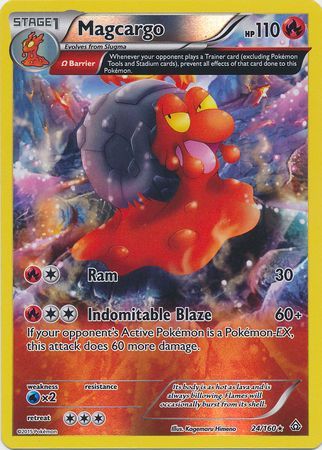 STAGE1
Magcargo
HP110
Evolves from Slugma
Ω Barrier
Whenever your opponent plays a Trainer card (excluding Pokémon
Tools and Stadium cards), prevent all effects of that card done to this
Pokémon.
Ram 30
Indomitable Blaze 60+
If your opponent's Active Pokémon is a Pokémon-EX,
this attack does 60 more damage.
weakness
resistance
×2
retreat
Its body is as hot as lava and is
always billowing. Flames will
occasionally burst from its shell.
©2015 Pokémon
Illus. Kagemaru Himeno
24/160★